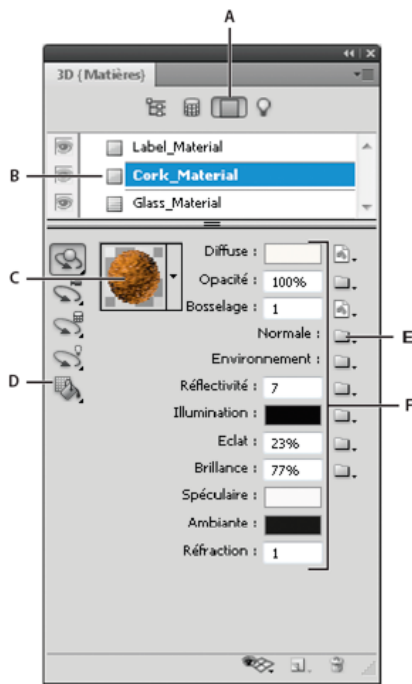 A
3D {Matières}
Label_Material
B
Cork_Material
Glass_Material
C
Diffuse :
Opacité : 100%
Bosselage : 1
Normale :
E
Environnement :
D
Réflectivité : 7
F
Illumination :
Eclat : 23%
Brillance : 77%
Spéculaire :
Ambiante :
Réfraction : 1